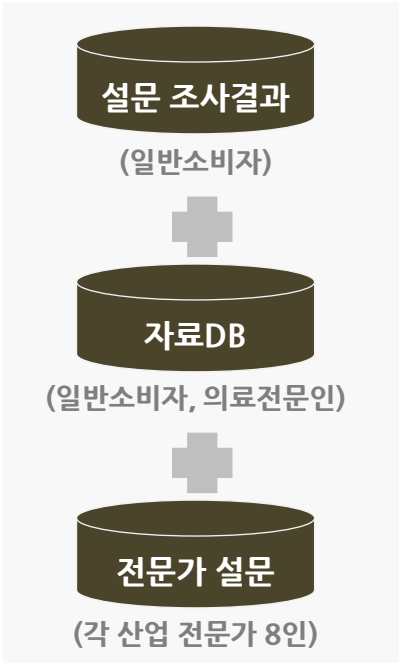 설문 조사결과
(일반소비자)
자료DB
(일반소비자, 의료전문인)
전문가 설문
(각 산업 전문가 8인)